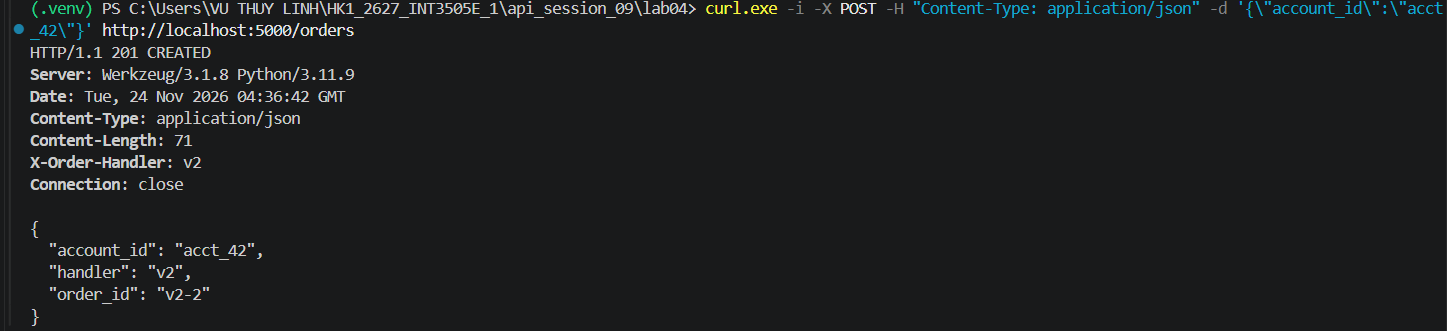 (.venv) PS C:\Users\VU THUY LINH\HK1_2627_INT3505E_1\api_session_09\lab04> curl.exe -i -X POST -H "Content-Type: application/json" -d '{\"account_id\":\"acct
_42\"}' http://localhost:5000/orders
HTTP/1.1 201 CREATED
Server: Werkzeug/3.1.8 Python/3.11.9
Date: Tue, 24 Nov 2026 04:36:42 GMT
Content-Type: application/json
Content-Length: 71
X-Order-Handler: v2
Connection: close

{
  "account_id": "acct_42",
  "handler": "v2",
  "order_id": "v2-2"
}